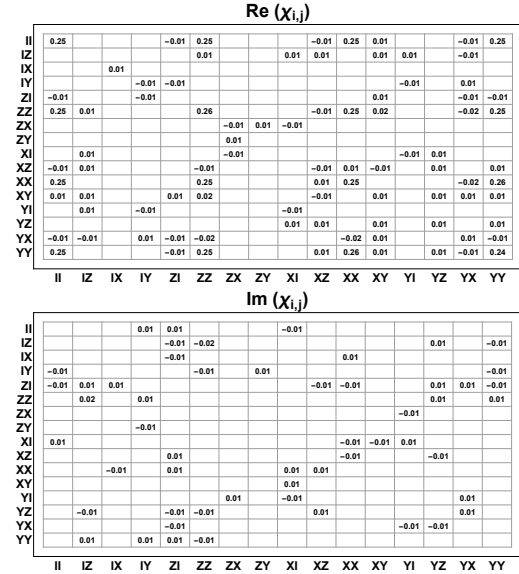 Re (χi,j)
II 0.25 −0.01 0.25 −0.01 0.25 0.01 −0.01 0.25
IZ 0.01 0.01 0.01 0.01 0.01 −0.01
IX 0.01
IY −0.01 −0.01 −0.01 0.01
ZI −0.01 −0.01 0.01 −0.01 −0.01
ZZ 0.25 0.01 0.26 −0.01 0.25 0.02 −0.02 0.25
ZX −0.01 0.01 −0.01
ZY 0.01
XI 0.01 −0.01 −0.01 0.01
XZ −0.01 0.01 −0.01 −0.01 0.01 −0.01 0.01 0.01
XX 0.25 0.25 0.01 0.25 −0.02 0.26
XY 0.01 0.01 0.01 0.02 −0.01 0.01 0.01 0.01 0.01
YI 0.01 −0.01 −0.01
YZ 0.01 0.01 0.01 0.01 0.01
YX −0.01 −0.01 0.01 −0.01 −0.02 −0.02 0.01 0.01 −0.01
YY 0.25 −0.01 0.25 0.01 0.26 0.01 0.01 −0.01 0.24
II IZ IX IY ZI ZZ ZX ZY XI XZ XX XY YI YZ YX YY
Im (χi,j)
II 0.01 0.01 −0.01
IZ −0.01 −0.02 0.01 −0.01
IX −0.01 0.01
IY −0.01 −0.01 0.01 −0.01
ZI −0.01 0.01 0.01 −0.01 −0.01 0.01 0.01 −0.01
ZZ 0.02 0.01 0.01 0.01
ZX −0.01
ZY −0.01
XI 0.01 −0.01 −0.01 0.01
XZ 0.01 −0.01 −0.01
XX −0.01 0.01 0.01 0.01
XY 0.01
YI 0.01 −0.01 0.01
YZ −0.01 −0.01 −0.01 0.01 0.01
YX −0.01 −0.01 −0.01
YY 0.01 0.01 0.01 −0.01
II IZ IX IY ZI ZZ ZX ZY XI XZ XX XY YI YZ YX YY